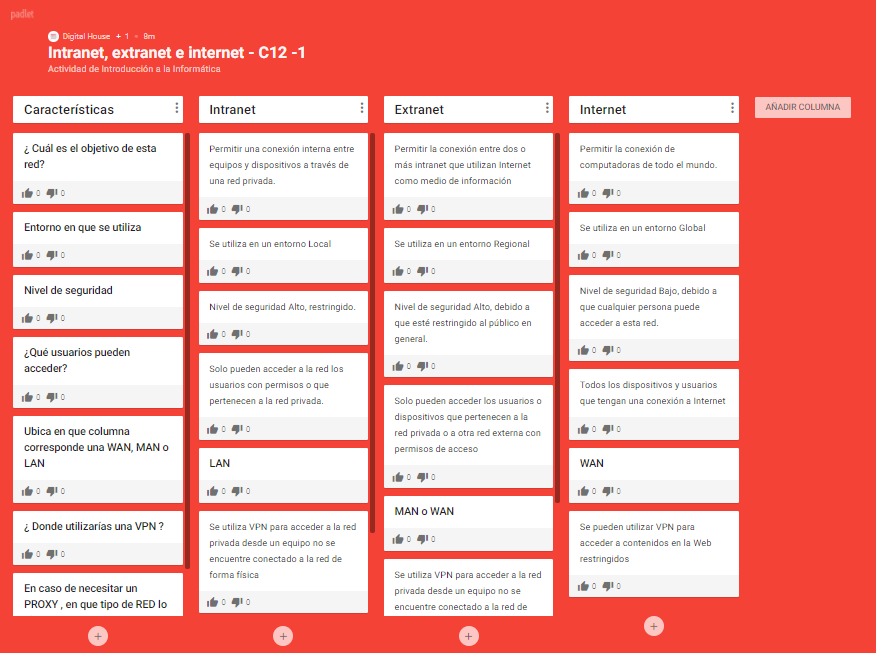 padlet
Digital House + 1 • 8m
Intranet, extranet e internet - C12 -1
Actividad de Introducción a la Informática
Características
¿ Cuál es el objetivo de esta
red?
0 0
Entorno en que se utiliza
0 0
Nivel de seguridad
0 0
¿Qué usuarios pueden
acceder?
0 0
Ubica en que columna
corresponde una WAN, MAN o
LAN
0 0
¿ Donde utilizarías una VPN ?
0 0
En caso de necesitar un
PROXY , en que tipo de RED lo
Intranet
Permitir una conexión interna entre
equipos y dispositivos a través de
una red privada.
0 0
Se utiliza en un entorno Local
0 0
Nivel de seguridad Alto, restringido.
0 0
Solo pueden acceder a la red los
usuarios con permisos o que
pertenecen a la red privada.
0 0
LAN
0 0
Se utiliza VPN para acceder a la red
privada desde un equipo no se
encuentre conectado a la red de
forma física
0 0
Extranet
Permitir la conexión entre dos o
más intranet que utilizan Internet
como medio de información
0 0
Se utiliza en un entorno Regional
0 0
Nivel de seguridad Alto, debido a
que esté restringido al público en
general.
0 0
Solo pueden acceder los usuarios o
dispositivos que pertenecen a la
red privada o a otra red externa con
permisos de acceso
0 0
MAN o WAN
0 0
Se utiliza VPN para acceder a la red
privada desde un equipo no se
encuentre conectado a la red de
Internet
Permitir la conexión de
computadoras de todo el mundo.
0 0
Se utiliza en un entorno Global
0 0
Nivel de seguridad Bajo, debido a
que cualquier persona puede
acceder a esta red.
0 0
Todos los dispositivos y usuarios
que tengan una conexión a Internet
0 0
WAN
0 0
Se pueden utilizar VPN para
acceder a contenidos en la Web
restringidos
0 0
AÑADIR COLUMNA